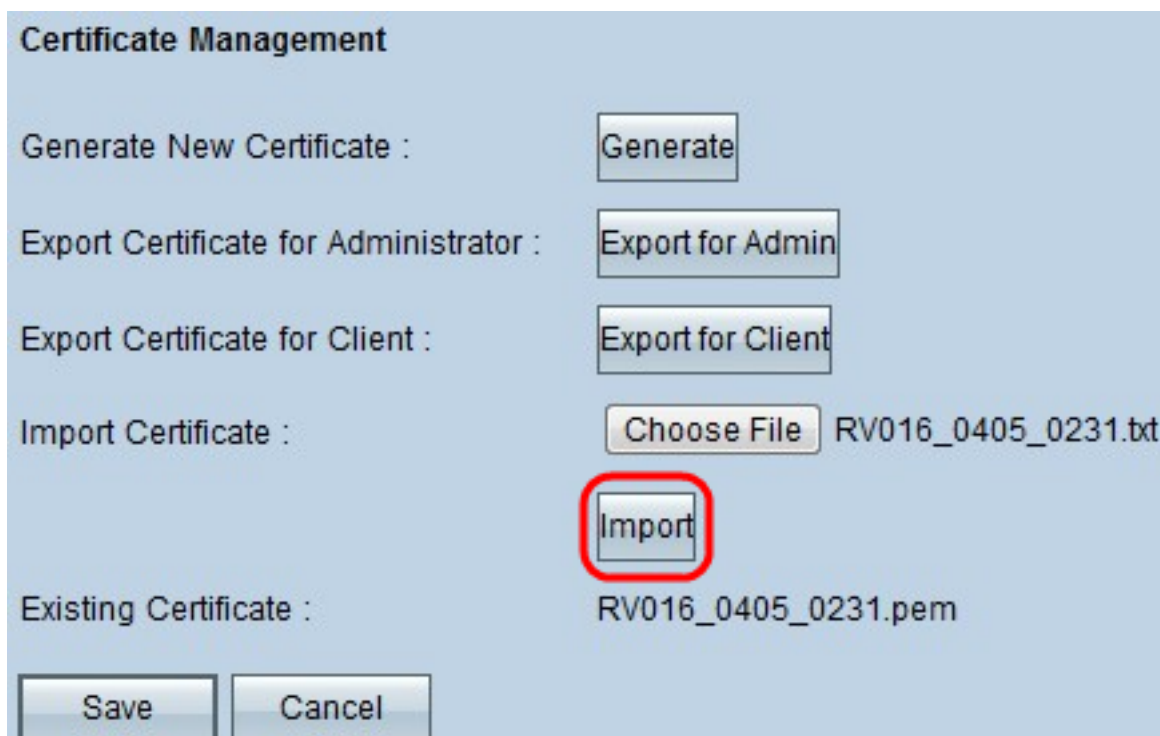 Certificate Management
Generate New Certificate : Generate
Export Certificate for Administrator : Export for Admin
Export Certificate for Client : Export for Client
Import Certificate : Choose File RV016_0405_0231.txt
Import
Existing Certificate : RV016_0405_0231.pem
Save Cancel